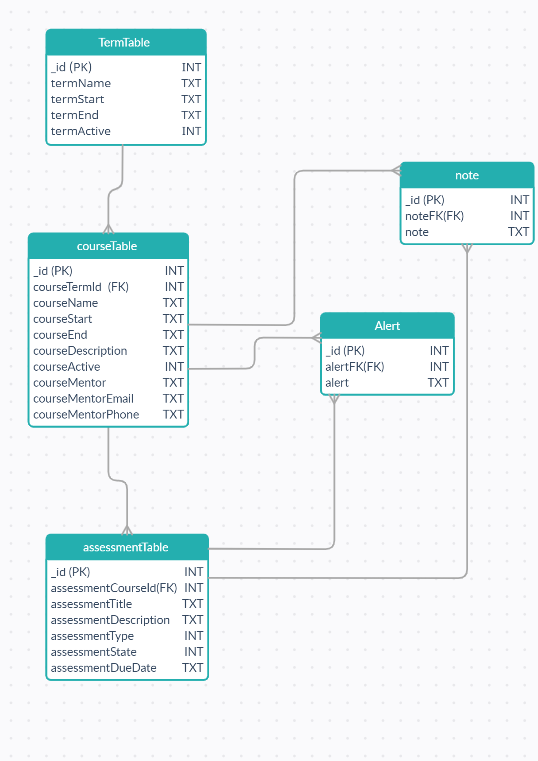 TermTable
_id (PK) INT
termName TXT
termStart TXT
termEnd TXT
termActive INT
note
_id (PK) INT
noteFK(FK) INT
note TXT
courseTable
_id (PK) INT
courseTermId (FK) INT
courseName TXT
courseStart TXT
courseEnd TXT
courseDescription TXT
courseActive INT
courseMentor TXT
courseMentorEmail TXT
courseMentorPhone TXT
Alert
_id (PK) INT
alertFK(FK) INT
alert TXT
assessmentTable
_id (PK) INT
assessmentCourseId(FK) INT
assessmentTitle TXT
assessmentDescription TXT
assessmentType INT
assessmentState INT
assessmentDueDate TXT